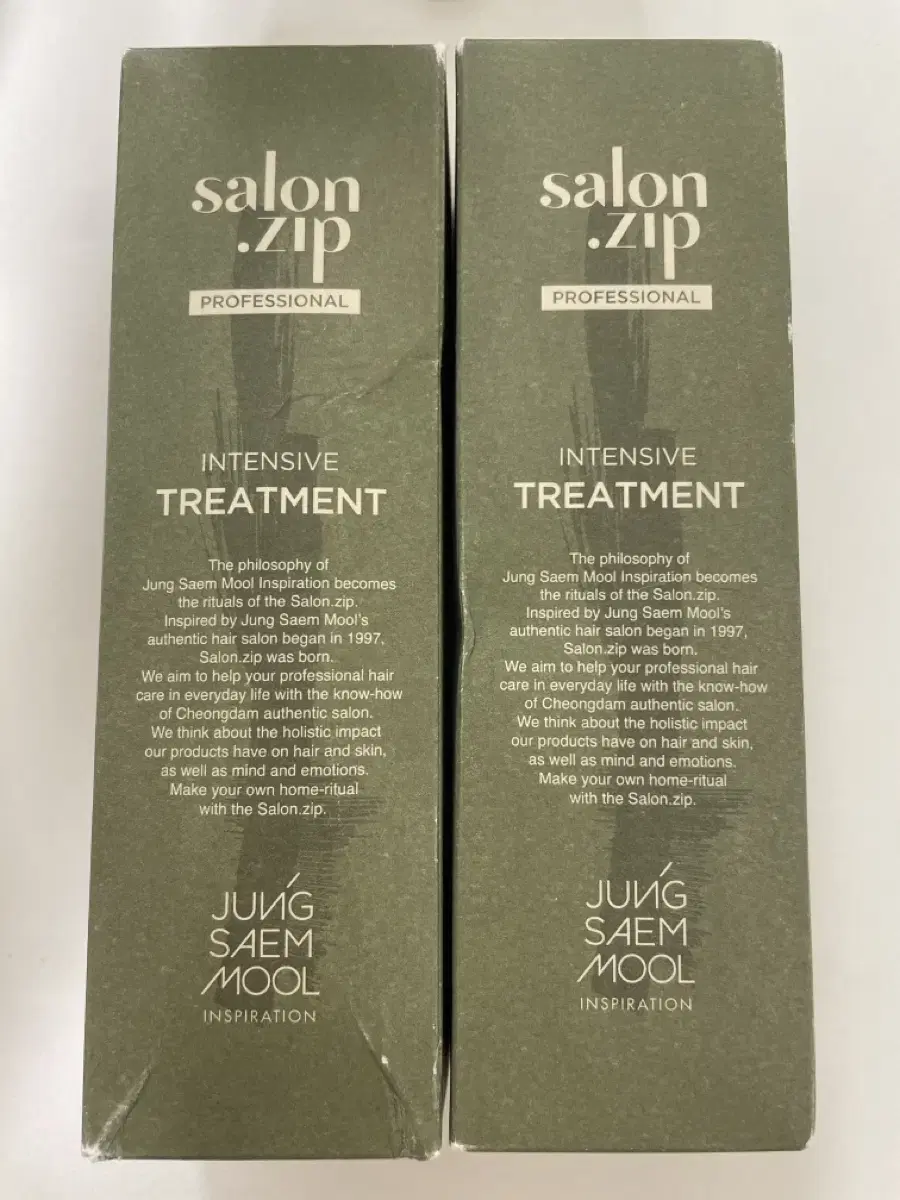 salon
.zip
PROFESSIONAL
INTENSIVE
TREATMENT
The philosophy of
Jung Saem Mool Inspiration becomes
the rituals of the Salon.zip.
Inspired by Jung Saem Mool's
authentic hair salon began in 1997,
Salon.zip was born.
We aim to help your professional hair
care in everyday life with the know-how
of Cheongdam authentic salon.
We think about the holistic impact
our products have on hair and skin,
as well as mind and emotions.
Make your own home-ritual
with the Salon.zip.
JUNG
SAEM
MOOL
INSPIRATION
salon
.zip
PROFESSIONAL
INTENSIVE
TREATMENT
The philosophy of
Jung Saem Mool Inspiration becomes
the rituals of the Salon.zip.
Inspired by Jung Saem Mool's
authentic hair salon began in 1997,
Salon.zip was born.
We aim to help your professional hair
care in everyday life with the know-how
of Cheongdam authentic salon.
We think about the holistic impact
our products have on hair and skin,
as well as mind and emotions.
Make your own home-ritual
with the Salon.zip.
JUNG
SAEM
MOOL
INSPIRATION